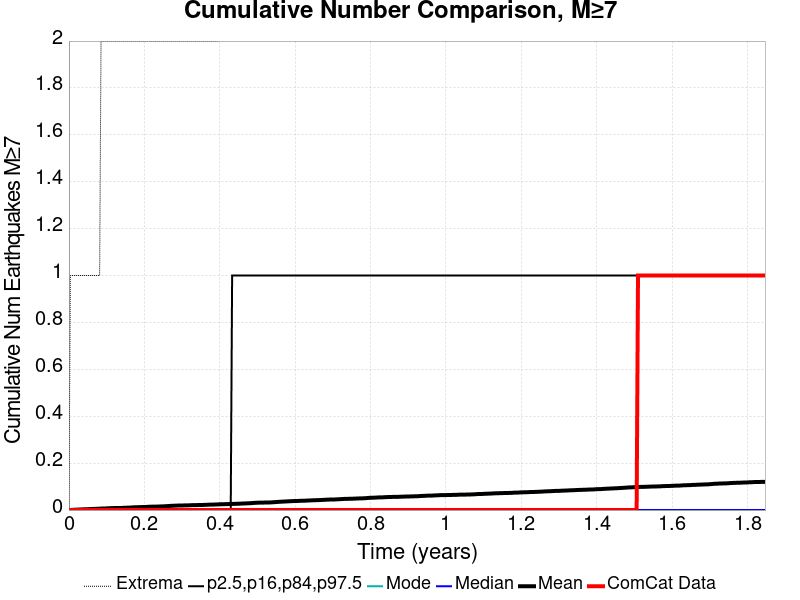 Cumulative Number Comparison, M≥7
Cumulative Num Earthquakes M≥7
2
1.8
1.6
1.4
1.2
1
0.8
0.6
0.4
0.2
0
0 0.2 0.4 0.6 0.8 1 1.2 1.4 1.6 1.8
Time (years)
Extrema p2.5,p16,p84,p97.5 Mode Median Mean ComCat Data